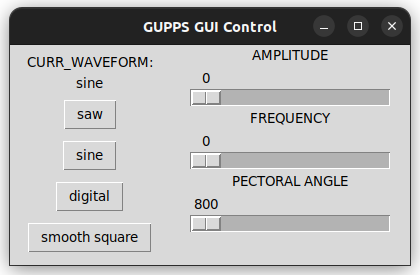 GUPPS GUI Control
CURR_WAVEFORM:
sine
saw
sine
digital
smooth square
AMPLITUDE
0
FREQUENCY
0
PECTORAL ANGLE
800